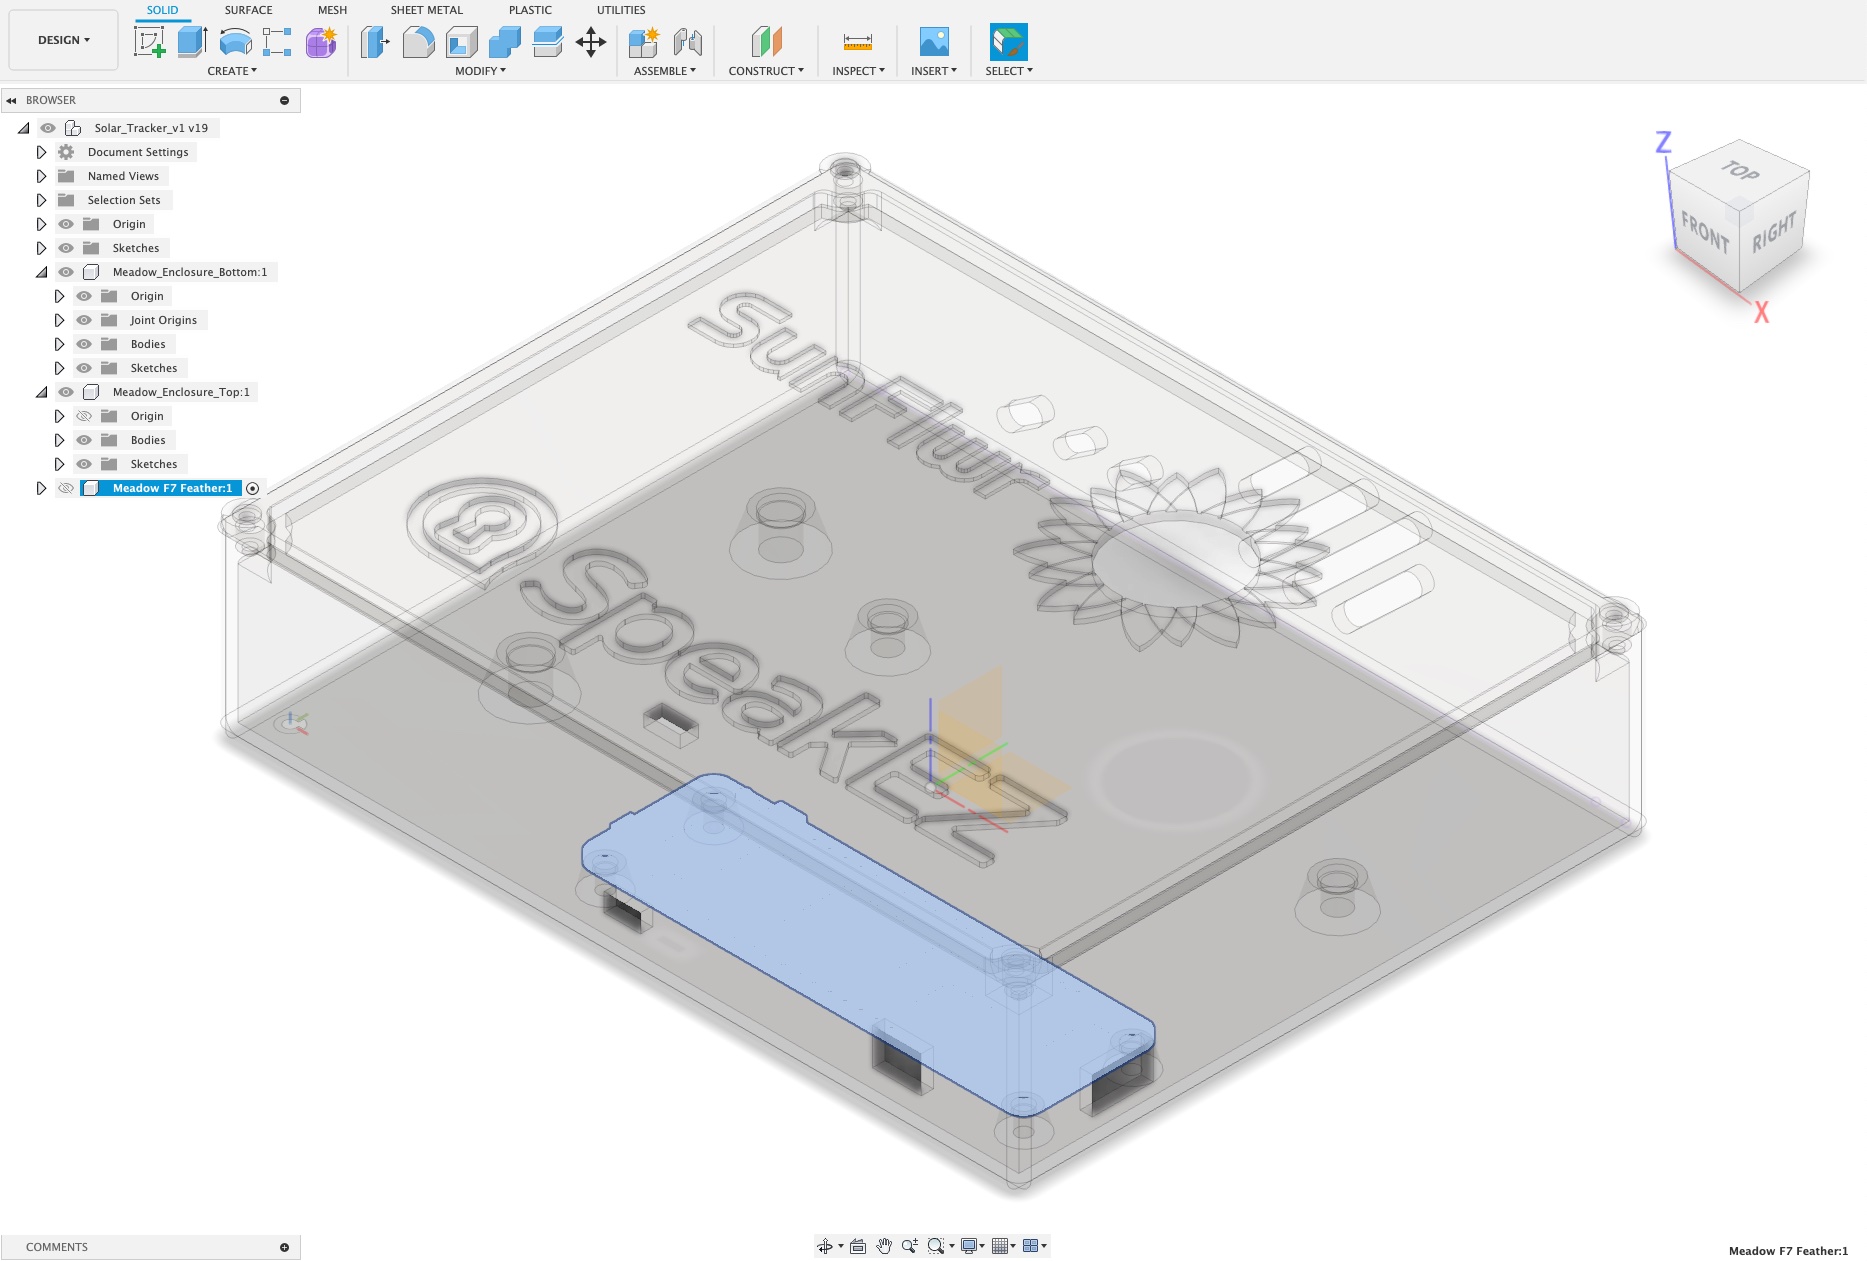 SOLID SURFACE MESH SHEET METAL PLASTIC UTILITIES
DESIGN
CREATE MODIFY ASSEMBLE CONSTRUCT INSPECT INSERT SELECT
BROWSER
Solar_Tracker_v1 v19
Document Settings
Named Views
Selection Sets
Origin
Sketches
Meadow_Enclosure_Bottom:1
Origin
Joint Origins
Bodies
Sketches
Meadow_Enclosure_Top:1
Origin
Bodies
Sketches
Meadow F7 Feather:1
Z
TOP
FRONT
RIGHT
X
SunFlwr
SpeakEZ
COMMENTS
Meadow F7 Feather:1